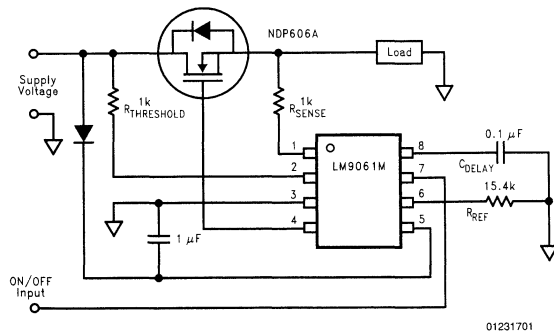 NDP606A
Load
Supply
Voltage
1k
RTHRESHOLD
1k
RSENSE
0.1 μF
CDELAY
LM9061M
1
2
3
4
8
7
6
5
15.4k
RREF
1 μF
ON/OFF
Input
01231701